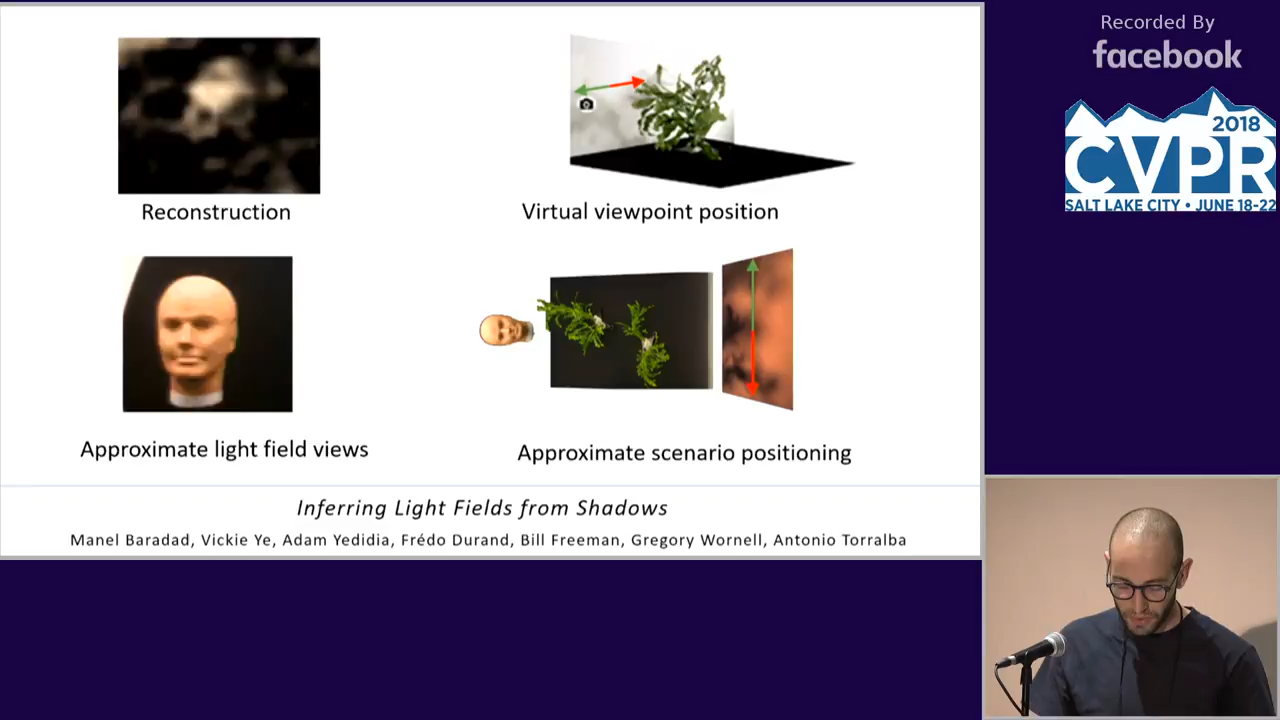 Recorded By
facebook
2018
CVPR
SALT LAKE CITY • JUNE 18-22
Reconstruction
Virtual viewpoint position
Approximate light field views
Approximate scenario positioning
Inferring Light Fields from Shadows
Manel Baradad, Vickie Ye, Adam Yedidia, Frédo Durand, Bill Freeman, Gregory Wornell, Antonio Torralba